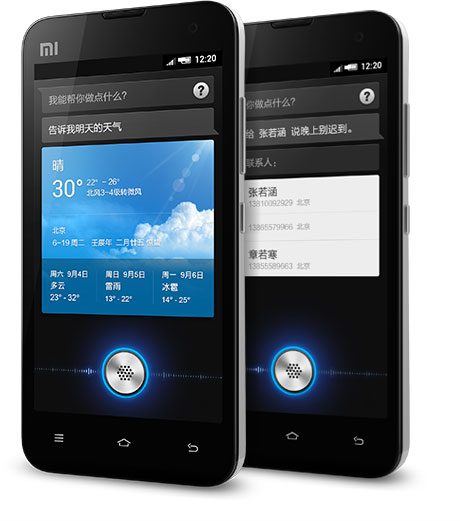 MI
12:20
我能帮你做点什么?
?
告诉我明天的天气
晴
30° 22° ~ 26°
北风3-4级转微风
北京
6-19 周二 壬辰年 二月廿五
周六 9月4日
多云
23° - 32°
周日 9月5日
雷雨
13° - 22°
周一 9月6日
冰雹
14° - 25°
12:20
你做点什么?
?
给 张若涵 说晚上别迟到。
联系人:
张若涵
13810092929 北京
13865579966 北京
章若寒
13855589663 北京